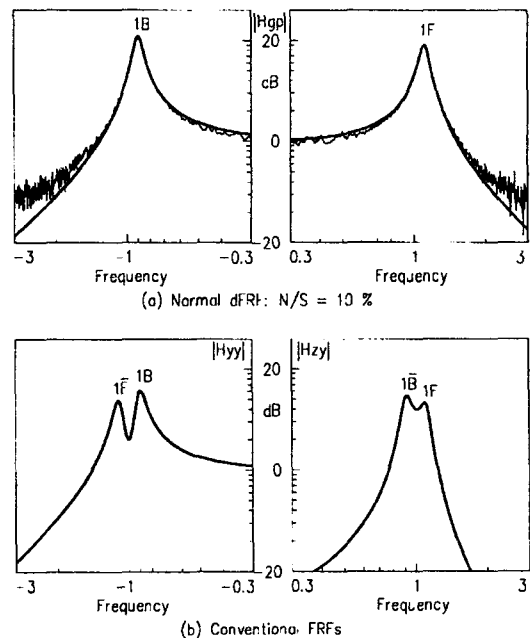 |Hgp|
1B
1F
20
cB
0
20
-3 -1 -0.3
0.3 1 3
Frequency
Frequency
(a) Normal dFRF: N/S = 10 %
|Hyy|
|Hzy|
1F̄ 1B
1B̄ 1F
20
dB
0
20
-3 -1 -0.3
0.3 1 3
Frequency
Frequency
(b) Conventional FRFs